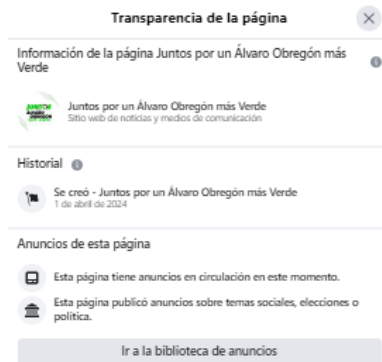 Transparencia de la página
Información de la página Juntos por un Álvaro Obregón más
Verde
JUNTOS
Juntos por un Álvaro Obregón más Verde
Sitio web de noticias y medios de comunicación
Historial
Se creó - Juntos por un Álvaro Obregón más Verde
1 de abril de 2024
Anuncios de esta página
Esta página tiene anuncios en circulación en este momento.
Esta página publicó anuncios sobre temas sociales, elecciones o
política.
Ir a la biblioteca de anuncios